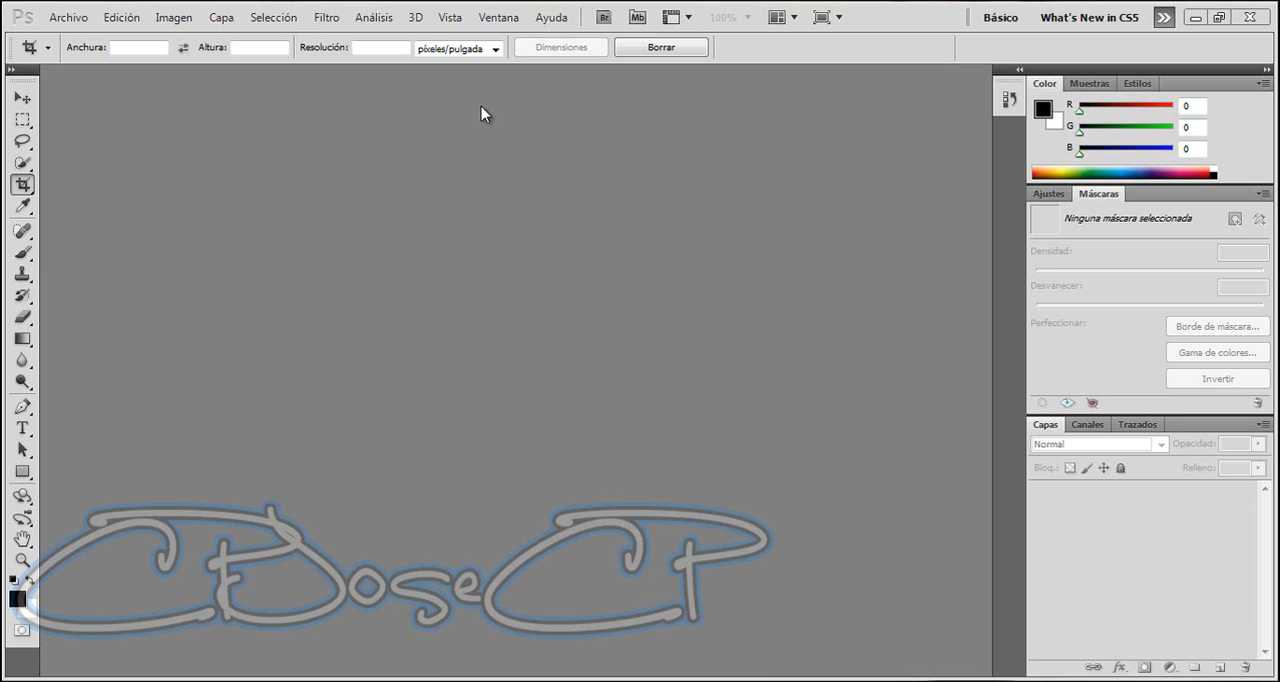 Ps Archivo Edición Imagen Capa Selección Filtro Análisis 3D Vista Ventana Ayuda Br Mb 100% Básico What's New in CS5
Anchura: Altura: Resolución: píxeles/pulgada Dimensiones Borrar
Color Muestras Estilos
R 0
G 0
B 0
Ajustes Máscaras
Ninguna máscara seleccionada
Densidad:
Desvanecer:
Perfeccionar: Borde de máscara...
Gama de colores...
Invertir
Capas Canales Trazados
Normal Opacidad:
Bloq.: Relleno: